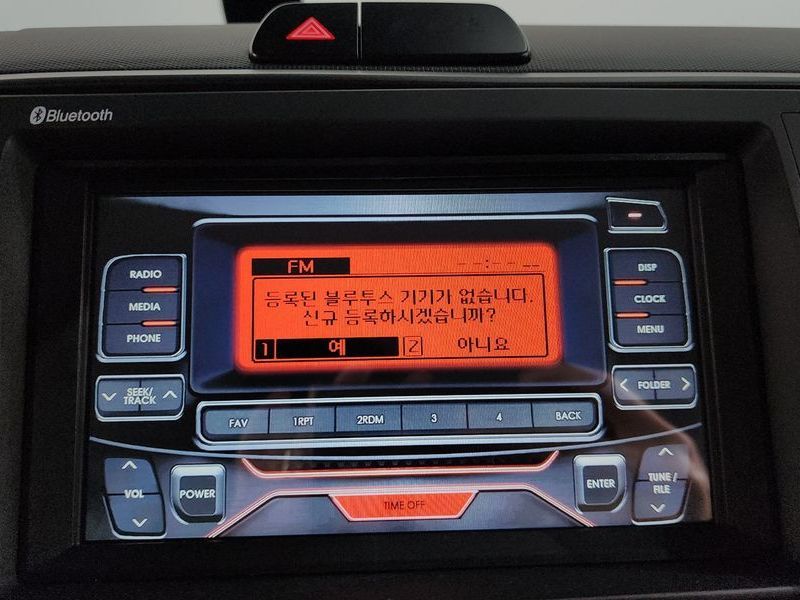 Bluetooth
FM --:-- --
등록된 블루투스 기기가 없습니다.
신규 등록하시겠습니까?
1 예 2 아니요
RADIO
MEDIA
PHONE
SEEK/
TRACK
DISP
CLOCK
MENU
FOLDER
FAV 1RPT 2RDM 3 4 BACK
VOL
POWER
TIME OFF
ENTER
TUNE/
FILE